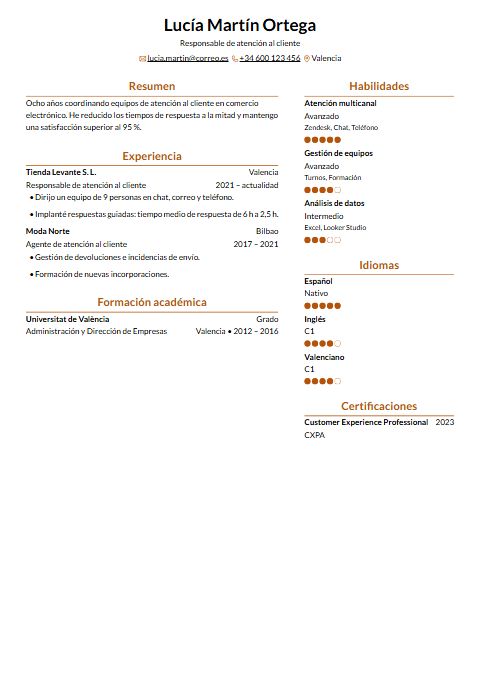 Lucía Martín Ortega
Responsable de atención al cliente
lucia.martin@correo.es +34 600 123 456 Valencia
Resumen
Ocho años coordinando equipos de atención al cliente en comercio
electrónico. He reducido los tiempos de respuesta a la mitad y mantengo
una satisfacción superior al 95 %.
Experiencia
Tienda Levante S. L. Valencia
Responsable de atención al cliente 2021 – actualidad
• Dirijo un equipo de 9 personas en chat, correo y teléfono.
• Implanté respuestas guiadas: tiempo medio de respuesta de 6 h a 2,5 h.
Moda Norte Bilbao
Agente de atención al cliente 2017 – 2021
• Gestión de devoluciones e incidencias de envío.
• Formación de nuevas incorporaciones.
Formación académica
Universitat de València Grado
Administración y Dirección de Empresas Valencia • 2012 – 2016
Habilidades
Atención multicanal
Avanzado
Zendesk, Chat, Teléfono
Gestión de equipos
Avanzado
Turnos, Formación
Análisis de datos
Intermedio
Excel, Looker Studio
Idiomas
Español
Nativo
Inglés
C1
Valenciano
C1
Certificaciones
Customer Experience Professional 2023
CXPA